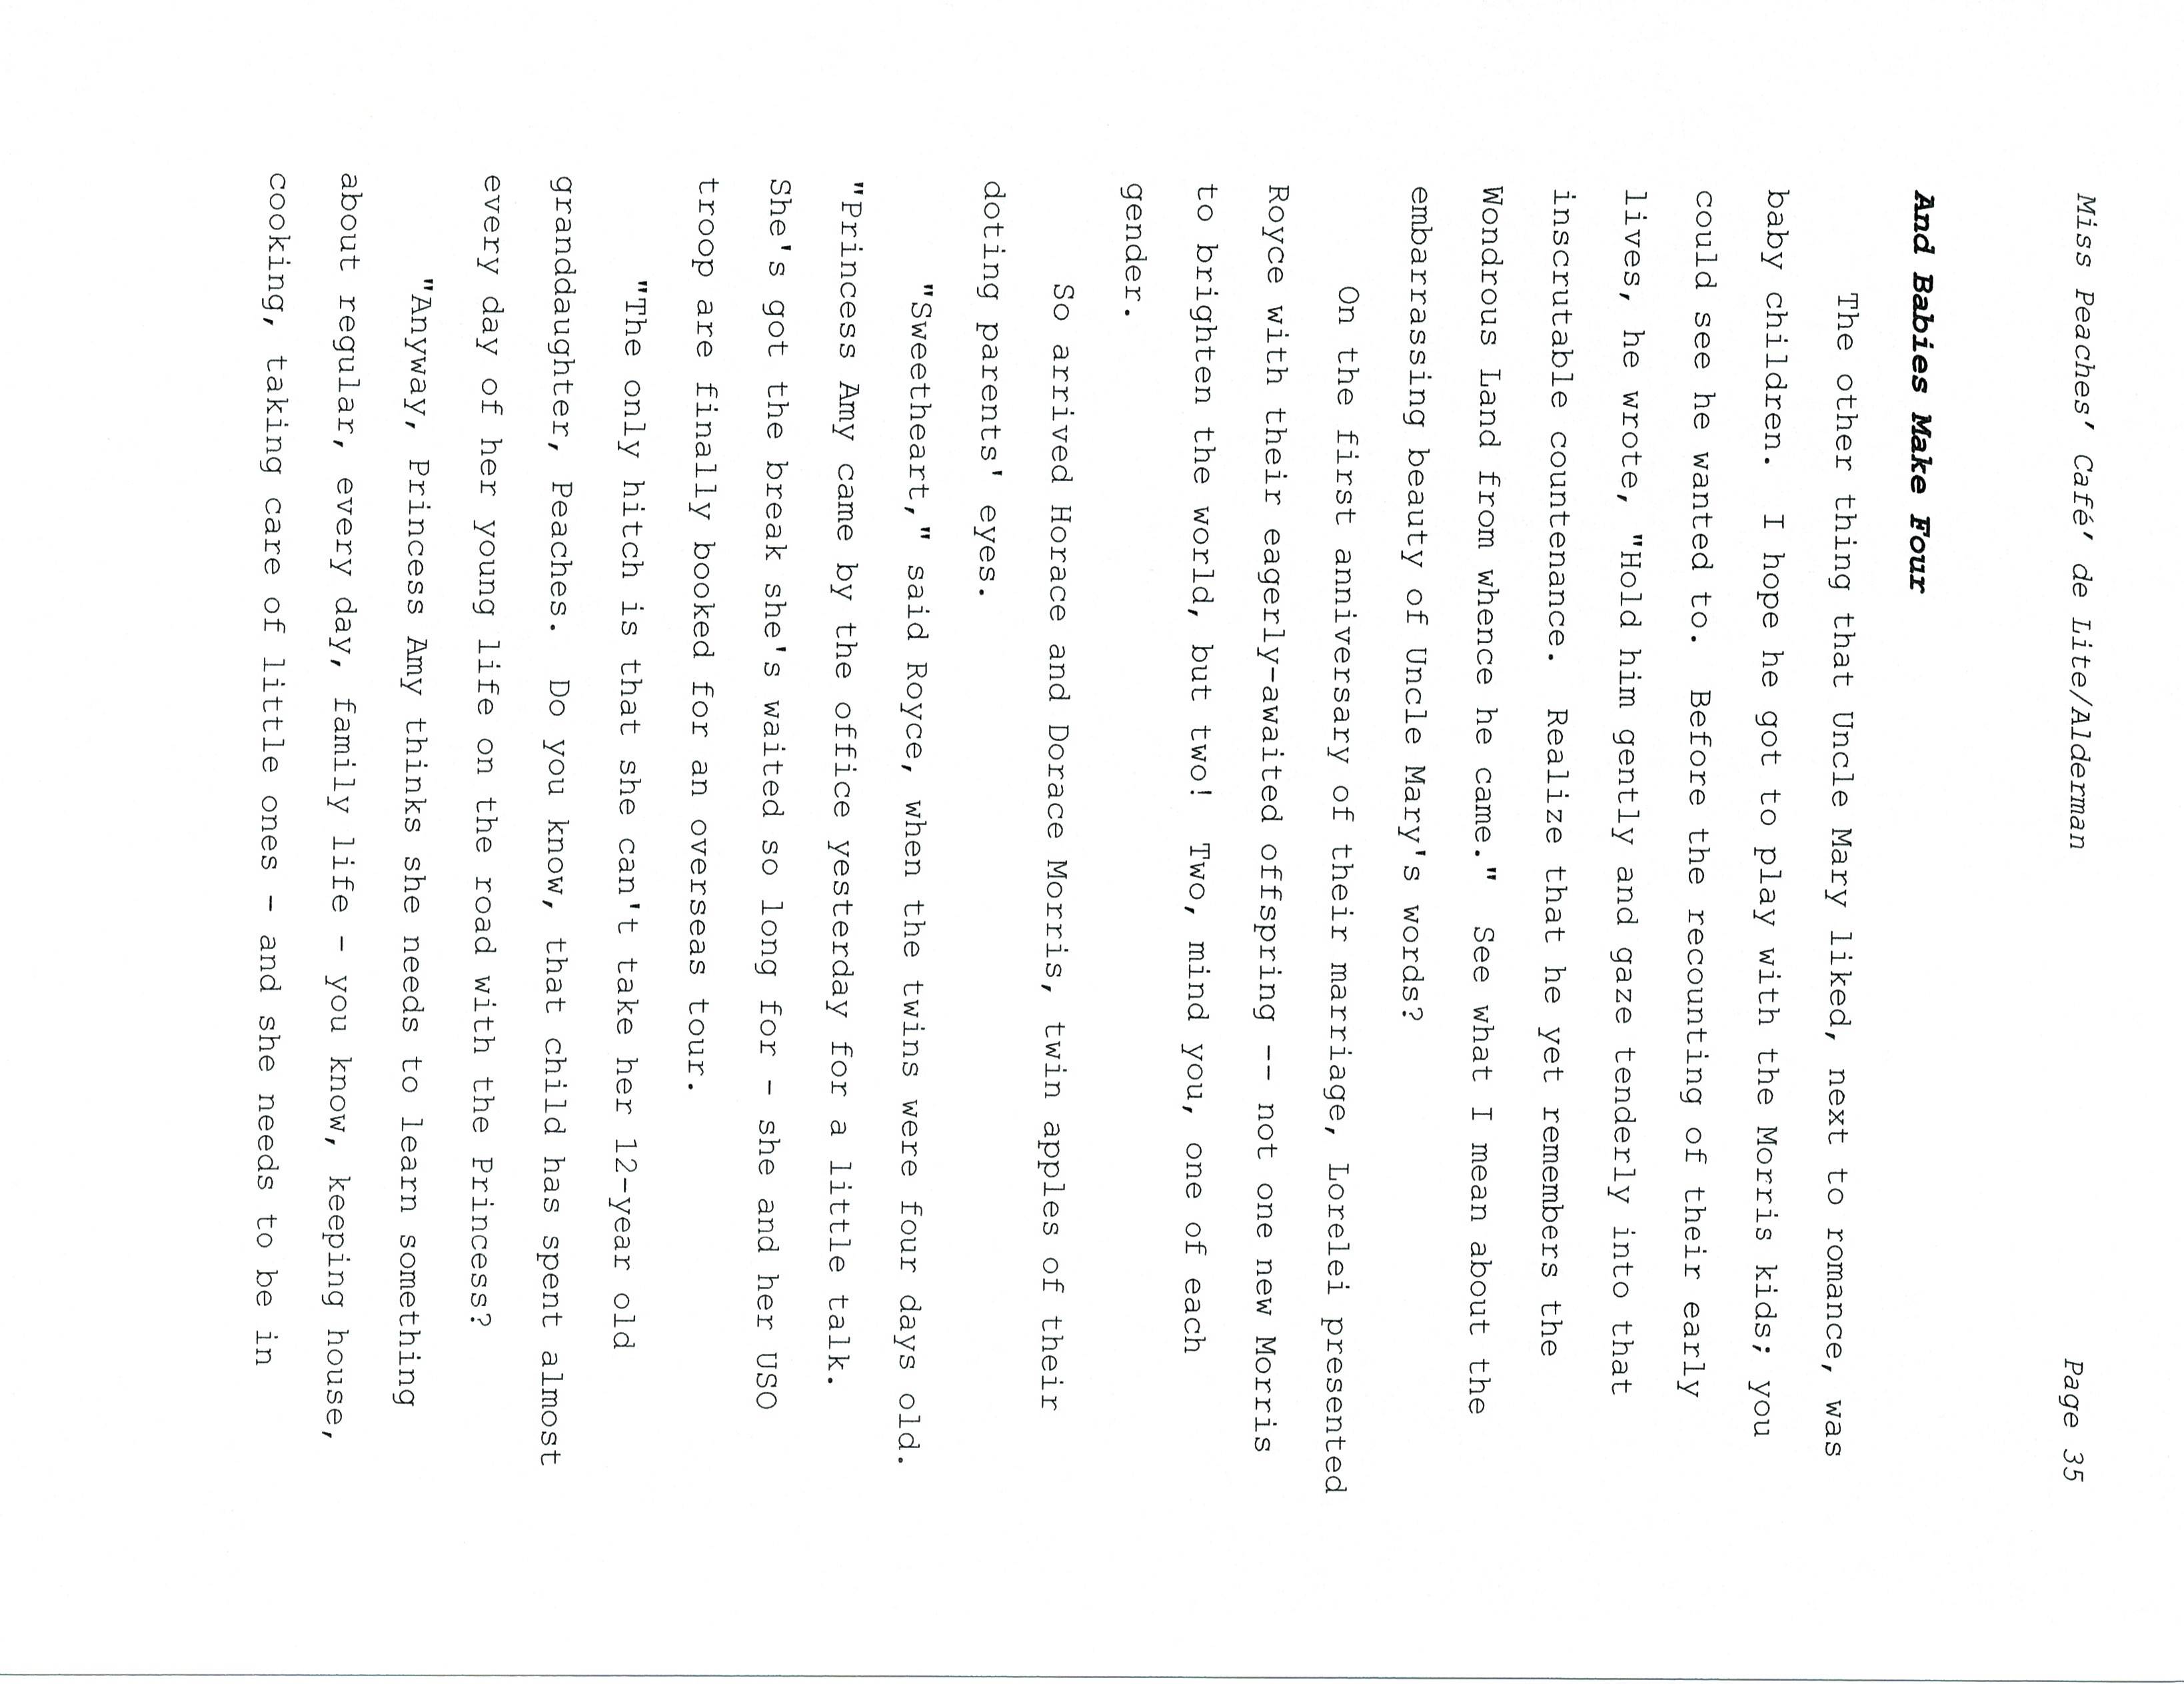 Miss Peaches' Café' de Lite/Alderman Page 35
And Babies Make Four
The other thing that Uncle Mary liked, next to romance, was
baby children.  I hope he got to play with the Morris kids; you
could see he wanted to.  Before the recounting of their early
lives, he wrote, "Hold him gently and gaze tenderly into that
inscrutable countenance.  Realize that he yet remembers the
Wondrous Land from whence he came."  See what I mean about the
embarrassing beauty of Uncle Mary's words?
On the first anniversary of their marriage, Lorelei presented
Royce with their eagerly-awaited offspring -- not one new Morris
to brighten the world, but two!  Two, mind you, one of each
gender.
So arrived Horace and Dorace Morris, twin apples of their
doting parents' eyes.
"Sweetheart," said Royce, when the twins were four days old.
"Princess Amy came by the office yesterday for a little talk.
She's got the break she's waited so long for - she and her USO
troop are finally booked for an overseas tour.
"The only hitch is that she can't take her 12-year old
granddaughter, Peaches.  Do you know, that child has spent almost
every day of her young life on the road with the Princess?
"Anyway, Princess Amy thinks she needs to learn something
about regular, every day, family life - you know, keeping house,
cooking, taking care of little ones - and she needs to be in